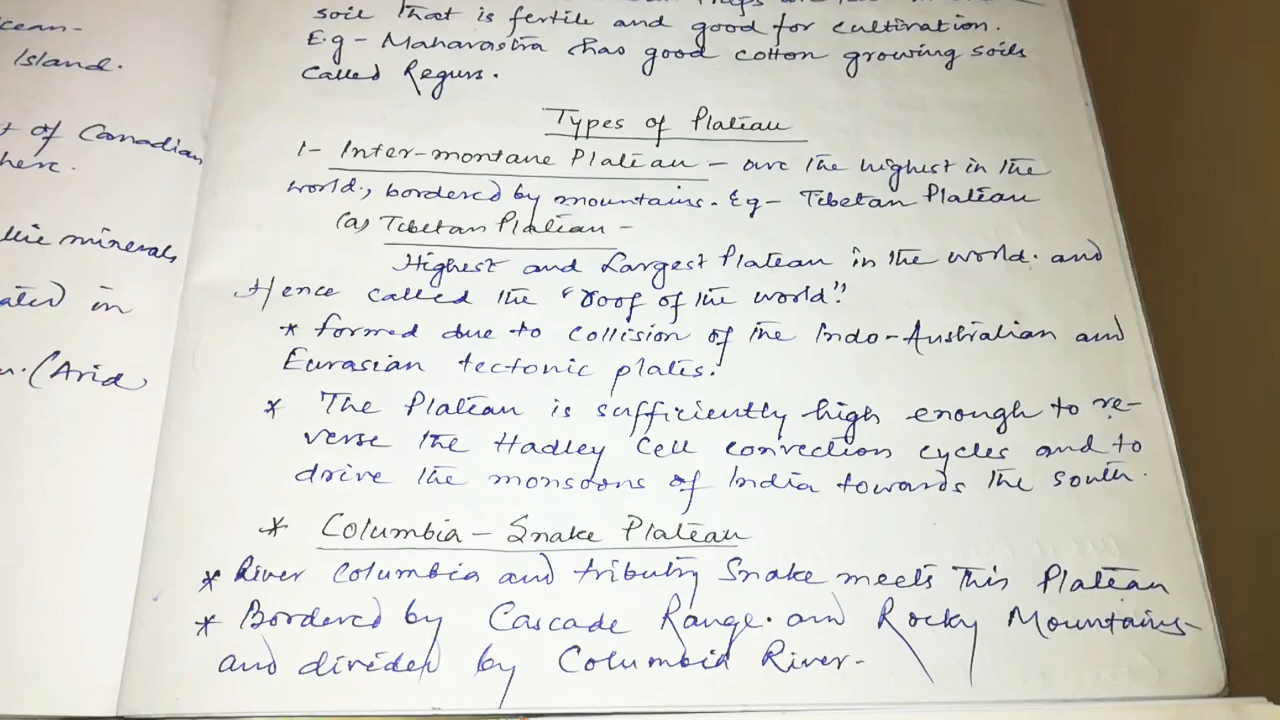 cean-
Island.
of Canadian
here.
minerals
in
(Arid
soil that is fertile and good for cultivation.
E.g - Maharastra has good cotton growing soils
called Regurs.
Types of Plateau
1- Inter-montane Plateau - are the highest in the
world, bordered by mountains. Eg - Tibetan Plateau
(a) Tibetan Plateau -
Highest and Largest Plateau in the world. and
Hence called the "roof of the world".
* formed due to collision of the Indo-Australian and
Eurasian tectonic plates.
* The Plateau is sufficiently high enough to re-
verse the Hadley Cell convection cycles and to
drive the monsoons of India towards the south.
* Columbia - Snake Plateau
* River Columbia and tributry Snake meets this Plateau
* Bordered by Cascade Range. and Rocky Mountains-
and divided by Columbia River-